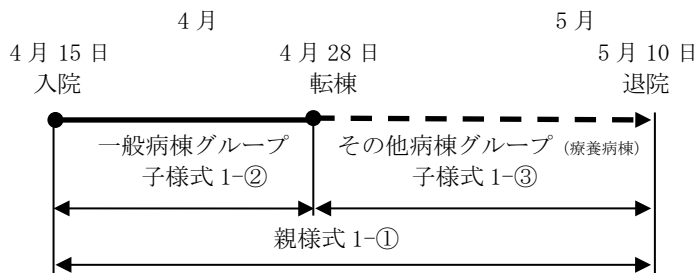 4月 5月
4月15日 4月28日 5月10日
入院 転棟 退院
一般病棟グループ その他病棟グループ (療養病棟)
子様式1-② 子様式1-③
親様式1-①